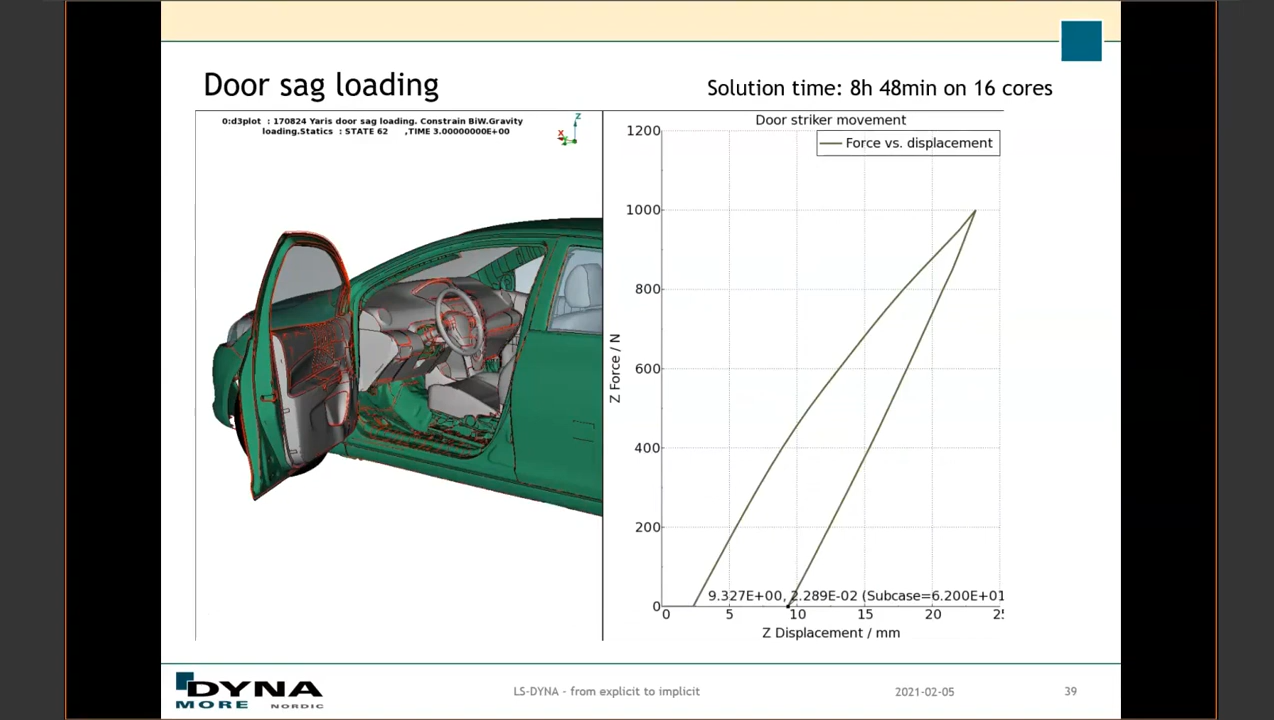 Door sag loading
Solution time: 8h 48min on 16 cores
0:d3plot : 170824 Yaris door sag loading. Constrain BiW.Gravity
loading.Statics : STATE 62 ,TIME 3.00000000E+00
Z
X
Door striker movement
Force vs. displacement
1200
1000
800
600
400
200
0
Z Force / N
9.327E+00, 2.289E-02 (Subcase=6.200E+01
0 5 10 15 20 25
Z Displacement / mm
DYNA
MORE NORDIC
LS-DYNA - from explicit to implicit
2021-02-05
39